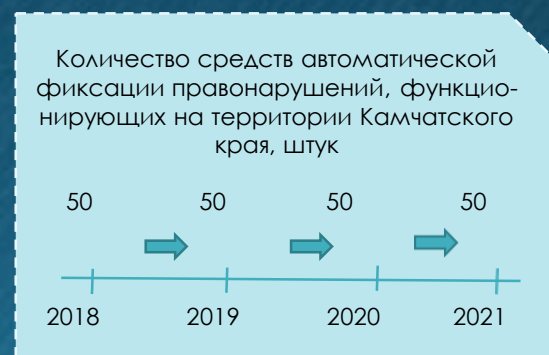 Количество средств автоматической
фиксации правонарушений, функцио-
нирующих на территории Камчатского
края, штук
50 50 50 50
2018 2019 2020 2021